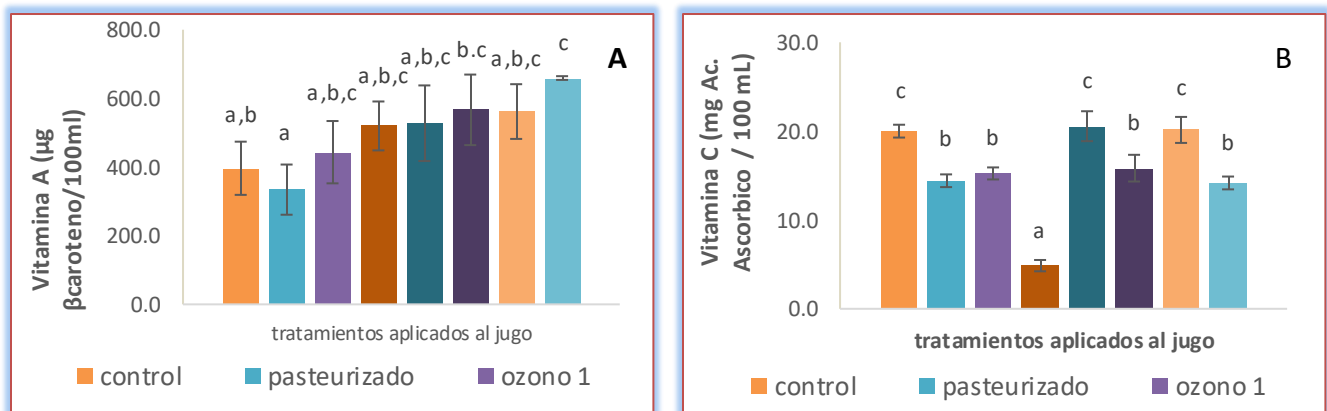 A
Vitamina A (µg
βcaroteno/100ml)
800.0
600.0
400.0
200.0
0.0
a,b
a
a,b,c
a,b,c
a,b,c
b.c
a,b,c
c
tratamientos aplicados al jugo
control
pasteurizado
ozono 1
B
Vitamina C (mg Ac.
Ascorbico / 100 mL)
30.0
20.0
10.0
0.0
c
b
b
a
c
b
c
b
tratamientos aplicados al jugo
control
pasteurizado
ozono 1